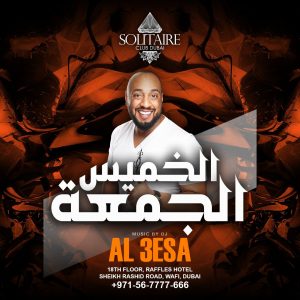 SOLITAIRE
CLUB DUBAI
الخميس
الجمعة
MUSIC BY DJ
AL 3ESA
18TH FLOOR, RAFFLES HOTEL
SHEIKH RASHID ROAD, WAFI, DUBAI
+971-56-7777-666